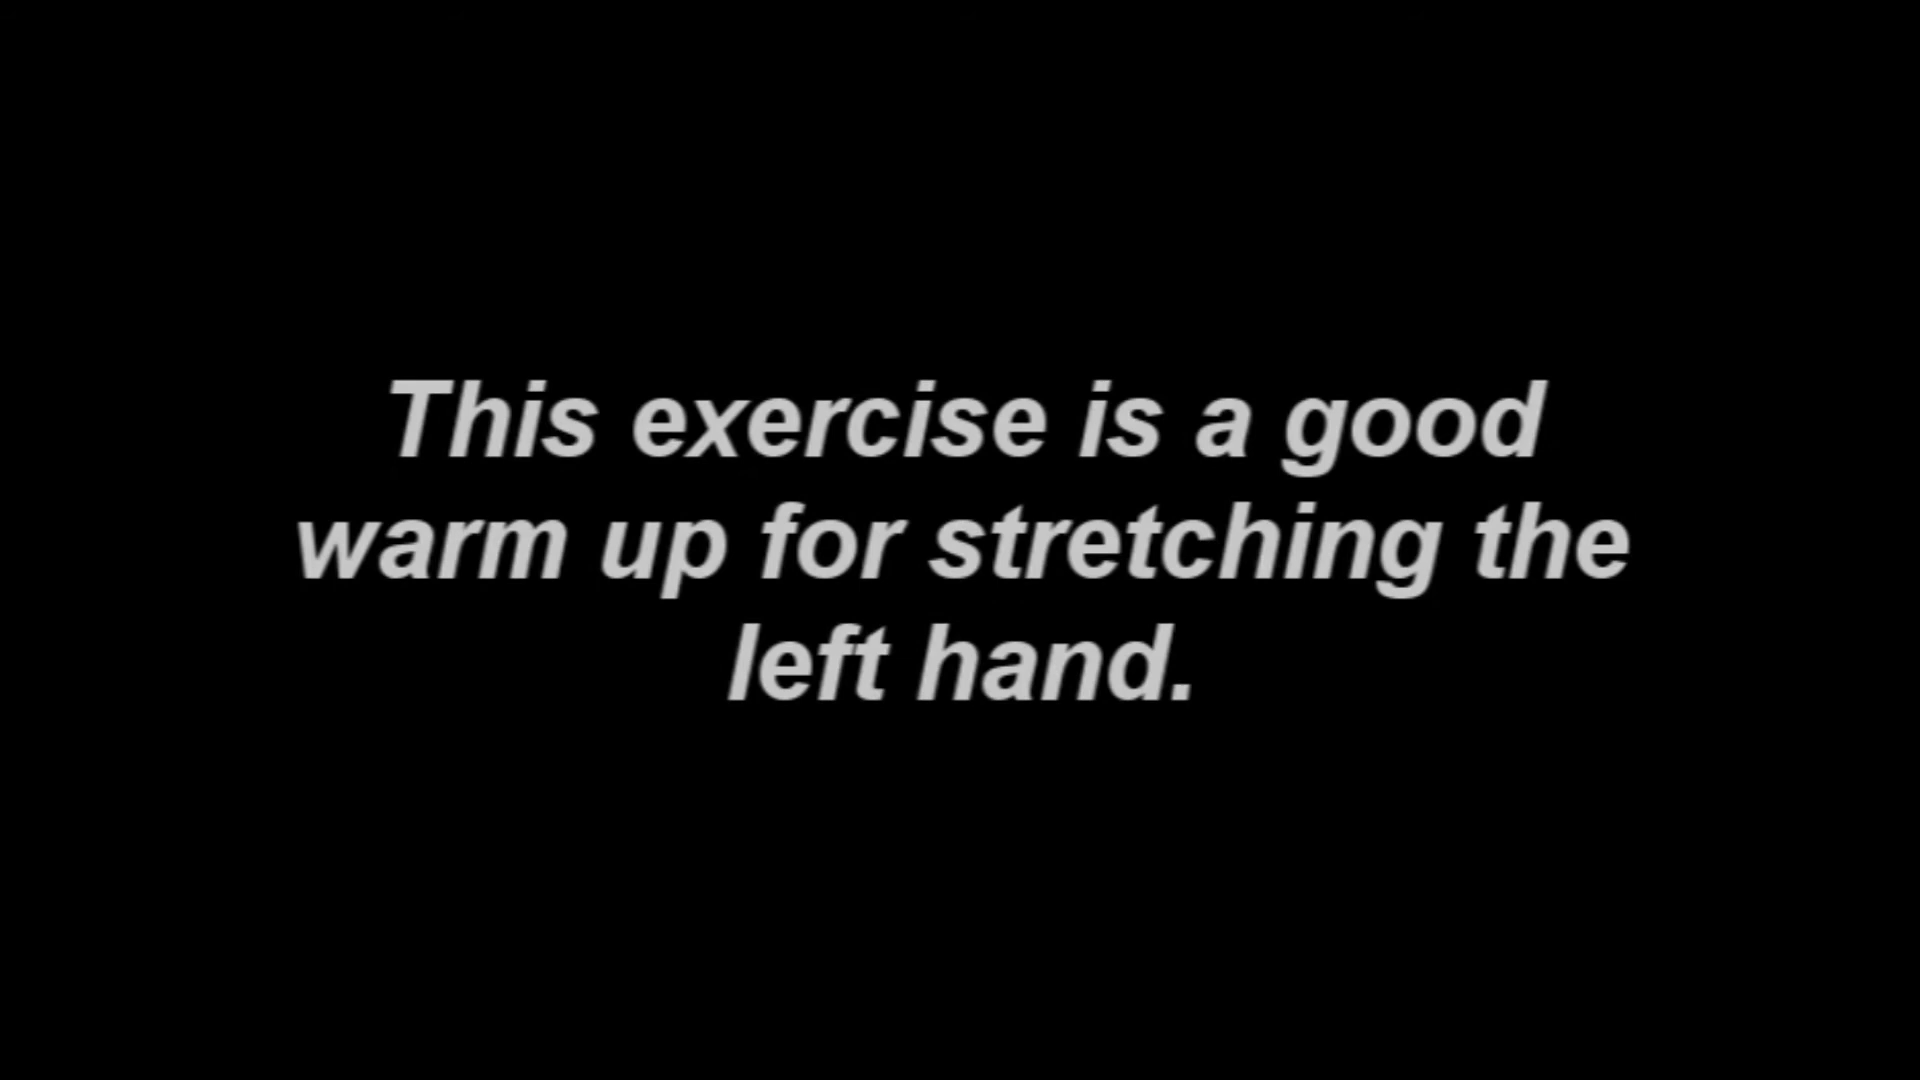 This exercise is a good
warm up for stretching the
left hand.